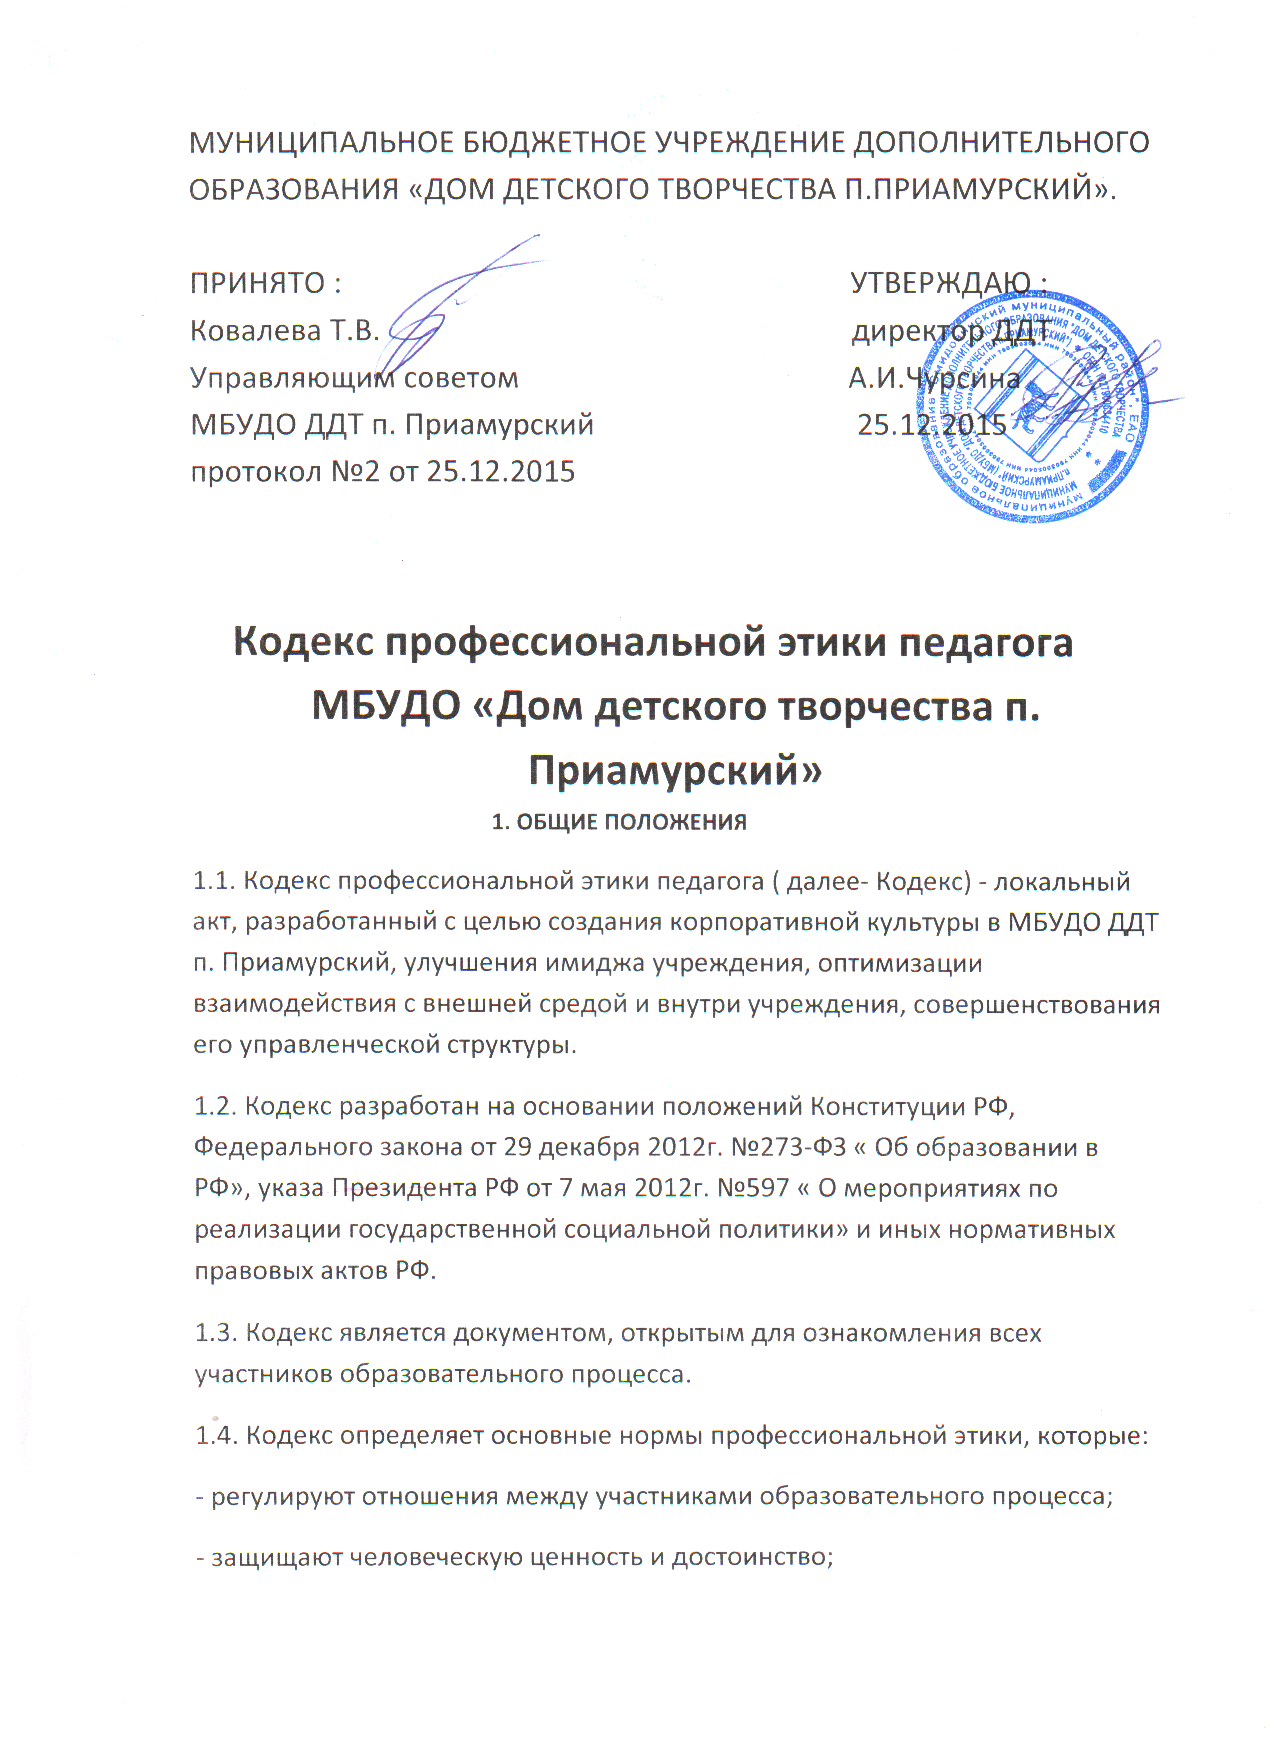 МУНИЦИПАЛЬНОЕ БЮДЖЕТНОЕ УЧРЕЖДЕНИЕ ДОПОЛНИТЕЛЬНОГО
ОБРАЗОВАНИЯ «ДОМ ДЕТСКОГО ТВОРЧЕСТВА П.ПРИАМУРСКИЙ».
ПРИНЯТО : УТВЕРЖДАЮ :
Ковалева Т.В. директор ДДТ
Управляющим советом А.И.Чурсина
МБУДО ДДТ п. Приамурский 25.12.2015
протокол №2 от 25.12.2015
Кодекс профессиональной этики педагога
МБУДО «Дом детского творчества п.
Приамурский»
1. ОБЩИЕ ПОЛОЖЕНИЯ
1.1. Кодекс профессиональной этики педагога ( далее- Кодекс) - локальный
акт, разработанный с целью создания корпоративной культуры в МБУДО ДДТ
п. Приамурский, улучшения имиджа учреждения, оптимизации
взаимодействия с внешней средой и внутри учреждения, совершенствования
его управленческой структуры.
1.2. Кодекс разработан на основании положений Конституции РФ,
Федерального закона от 29 декабря 2012г. №273-ФЗ « Об образовании в
РФ», указа Президента РФ от 7 мая 2012г. №597 « О мероприятиях по
реализации государственной социальной политики» и иных нормативных
правовых актов РФ.
1.3. Кодекс является документом, открытым для ознакомления всех
участников образовательного процесса.
1.4. Кодекс определяет основные нормы профессиональной этики, которые:
- регулируют отношения между участниками образовательного процесса;
- защищают человеческую ценность и достоинство;